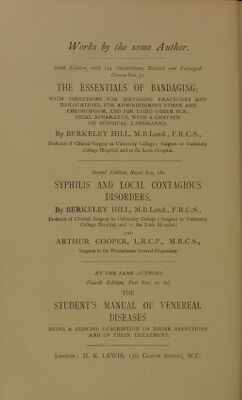 Works by the same Author.
Sixth Edition, with 144 Illustrations, Revised and Enlarged.
Crown 8vo, 5s.
THE ESSENTIALS OF BANDAGING;
WITH DIRECTIONS FOR MANAGING FRACTURES AND
DISLOCATIONS, FOR ADMINISTERING ETHER AND
CHLOROFORM, AND FOR USING OTHER SUR-
GICAL APPARATUS, WITH A CHAPTER
ON SURGICAL LANDMARKS.
By BERKELEY HILL, M.B.Lond., F.R.C.S.,
Professor of Clinical Surgery in University College; Surgeon to University
College Hospital, and to the Lock Hospital.
Second Edition, Royal 8vo, 18s.
SYPHILIS AND LOCAL CONTAGIOUS
DISORDERS,
By BERKELEY HILL, M.B.Lond., F.R.C.S.,
Professor of Clinical Surgery in University College; Surgeon to University
College Hospital, and to the Lock Hospital;
AND
ARTHUR COOPER, L.R.C.P., M.R.C.S.,
Surgeon to the Westminster General Dispensary.
BY THE SAME AUTHORS.
Fourth Edition, Post 8vo, 2s 6d.
THE
STUDENT'S MANUAL OF VENEREAL
DISEASES
BEING A CONCISE DESCRIPTION OF THOSE AFFECTIONS
AND OF THEIR TREATMENT.
London: H. K. LEWIS, 136, Gower Street, W.C.